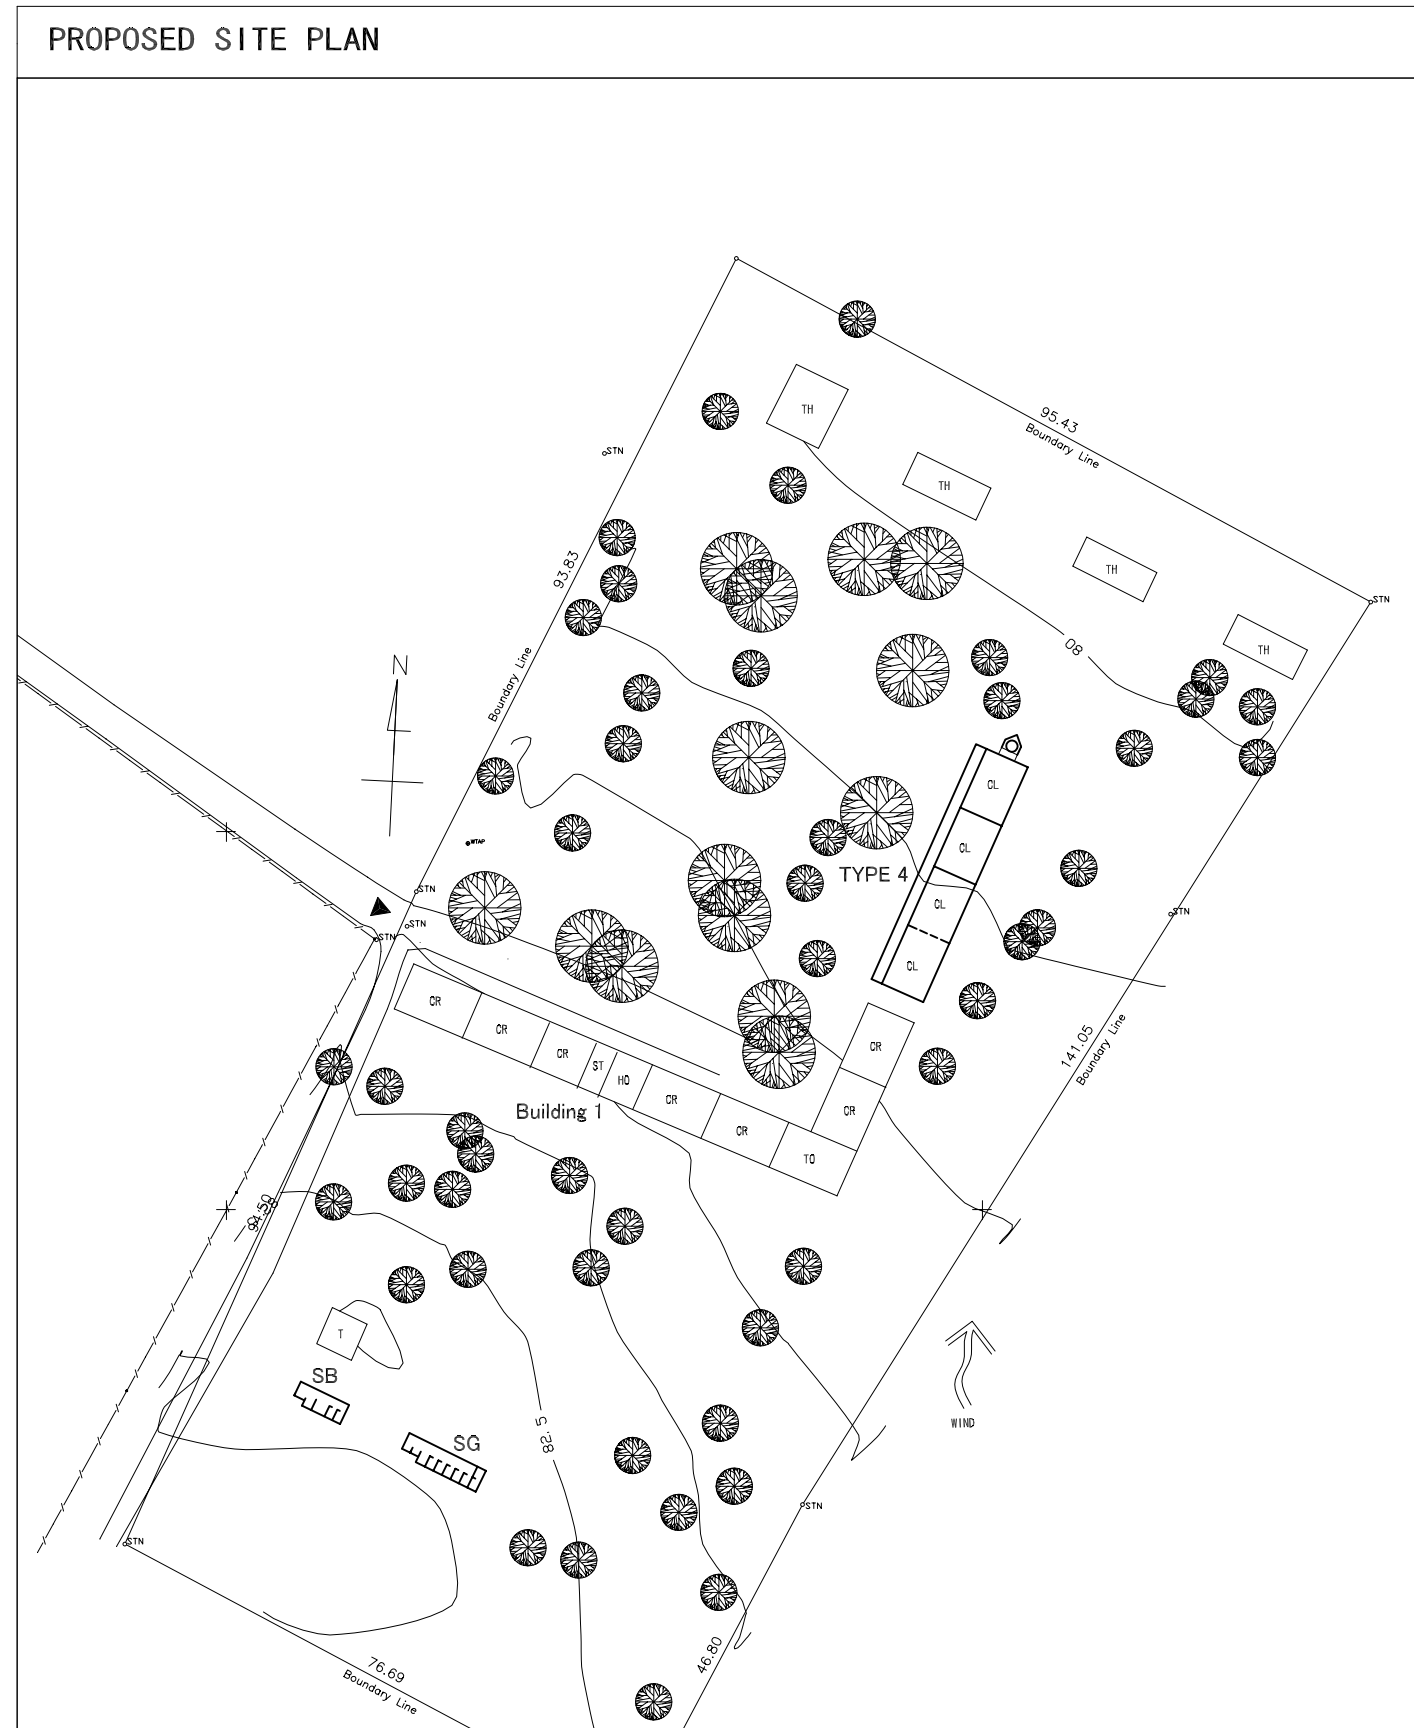 PROPOSED SITE PLAN
95.43
Boundary Line
TH
STN
TH
93.83
Boundary Line
TH
STN
TH
80
N
CL
WTAP
CL
TYPE 4
STN
CL
STN
STN
STN
CL
CR
CR
CR
ST
HO
CR
CR
TO
CR
CR
Building 1
141.05
Boundary Line
94.50
T
SB
WIND
82.5
SG
STN
STN
46.80
76.69
Boundary Line